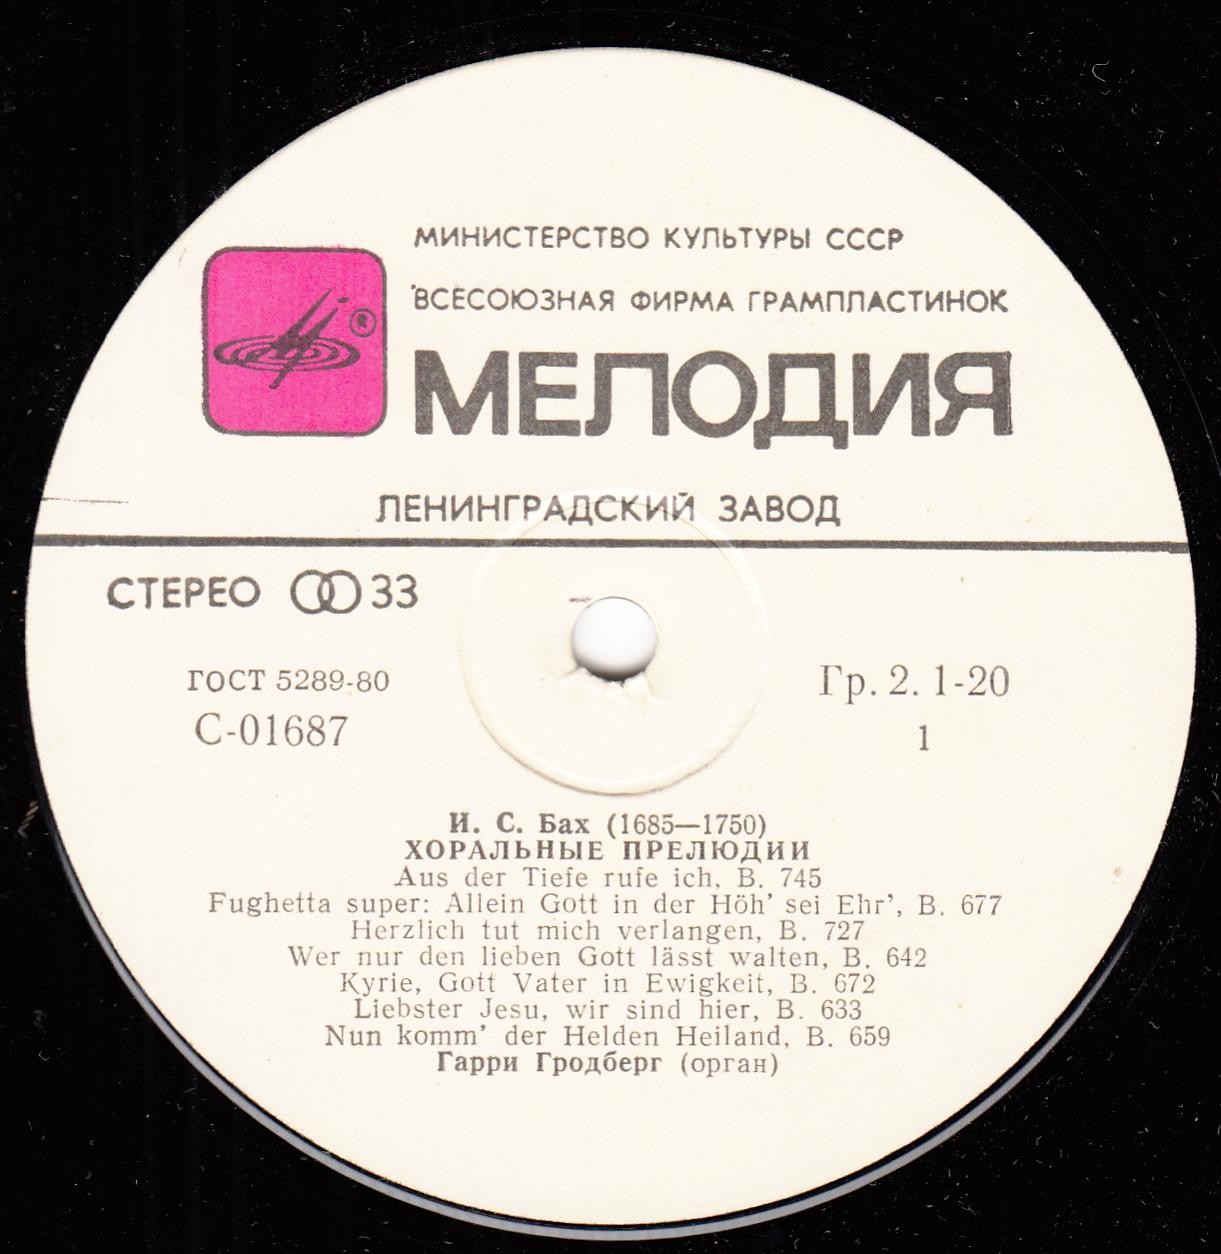 МИНИСТЕРСТВО КУЛЬТУРЫ СССР
ВСЕСОЮЗНАЯ ФИРМА ГРАМПЛАСТИНОК
®
МЕЛОДИЯ
ЛЕНИНГРАДСКИЙ ЗАВОД
СТЕРЕО 33
ГОСТ 5289-80
Гр. 2. 1-20
С-01687
1
И. С. Бах (1685—1750)
ХОРАЛЬНЫЕ ПРЕЛЮДИИ
Aus der Tiefe rufe ich, B. 745
Fughetta super: Allein Gott in der Höh' sei Ehr', B. 677
Herzlich tut mich verlangen, B. 727
Wer nur den lieben Gott lässt walten, B. 642
Kyrie, Gott Vater in Ewigkeit, B. 672
Liebster Jesu, wir sind hier, B. 633
Nun komm' der Helden Heiland, B. 659
Гарри Гродберг (орган)